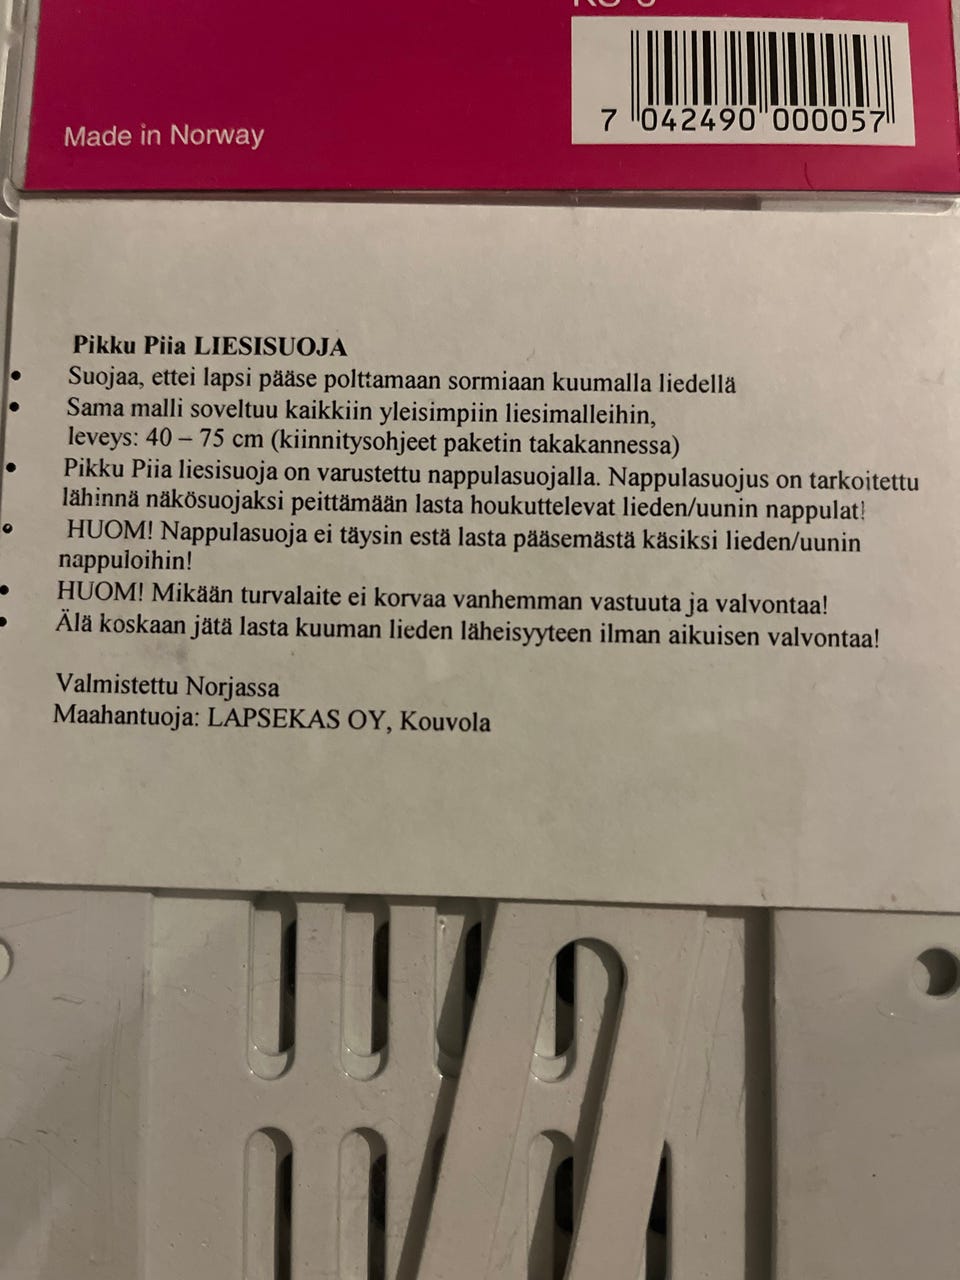 Made in Norway
7 042490 000057
Pikku Piia LIESISUOJA
• Suojaa, ettei lapsi pääse polttamaan sormiaan kuumalla liedellä
• Sama malli soveltuu kaikkiin yleisimpiin liesimalleihin,
leveys: 40 – 75 cm (kiinnitysohjeet paketin takakannessa)
• Pikku Piia liesisuoja on varustettu nappulasuojalla. Nappulasuojus on tarkoitettu
lähinnä näkösuojaksi peittämään lasta houkuttelevat lieden/uunin nappulat!
• HUOM! Nappulasuoja ei täysin estä lasta pääsemästä käsiksi lieden/uunin
nappuloihin!
• HUOM! Mikään turvalaite ei korvaa vanhemman vastuuta ja valvontaa!
• Älä koskaan jätä lasta kuuman lieden läheisyyteen ilman aikuisen valvontaa!
Valmistettu Norjassa
Maahantuoja: LAPSEKAS OY, Kouvola